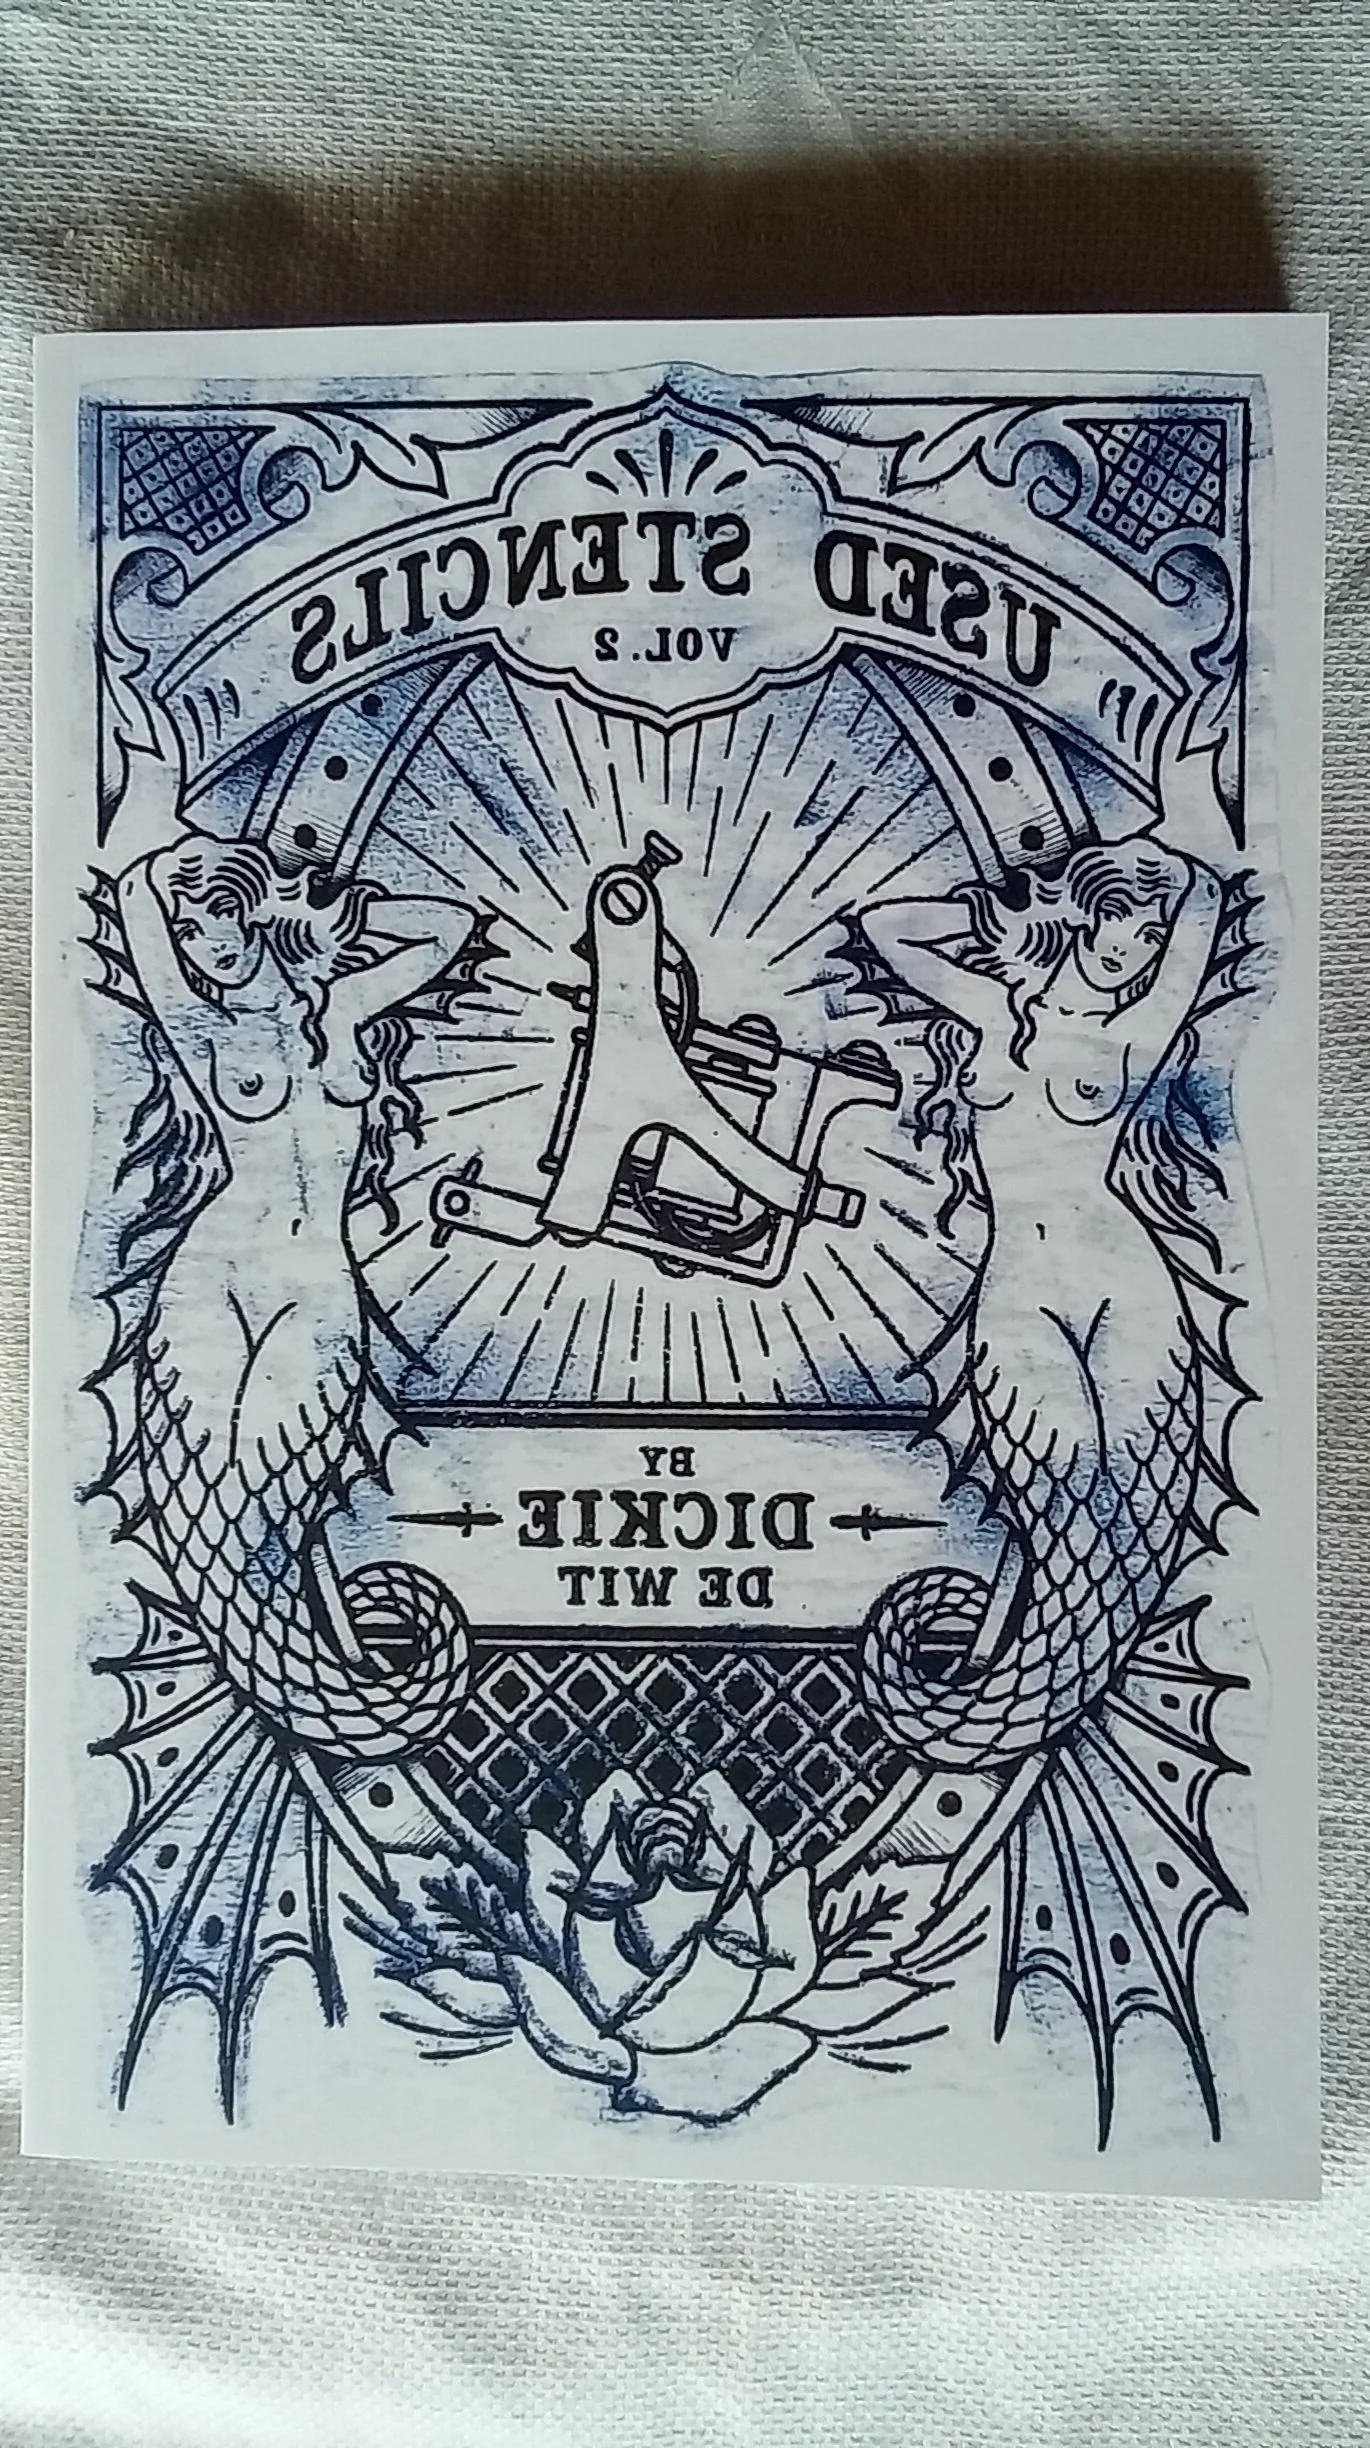 USED STENCILS
VOL.2
BY
DICKIE
DE WIT